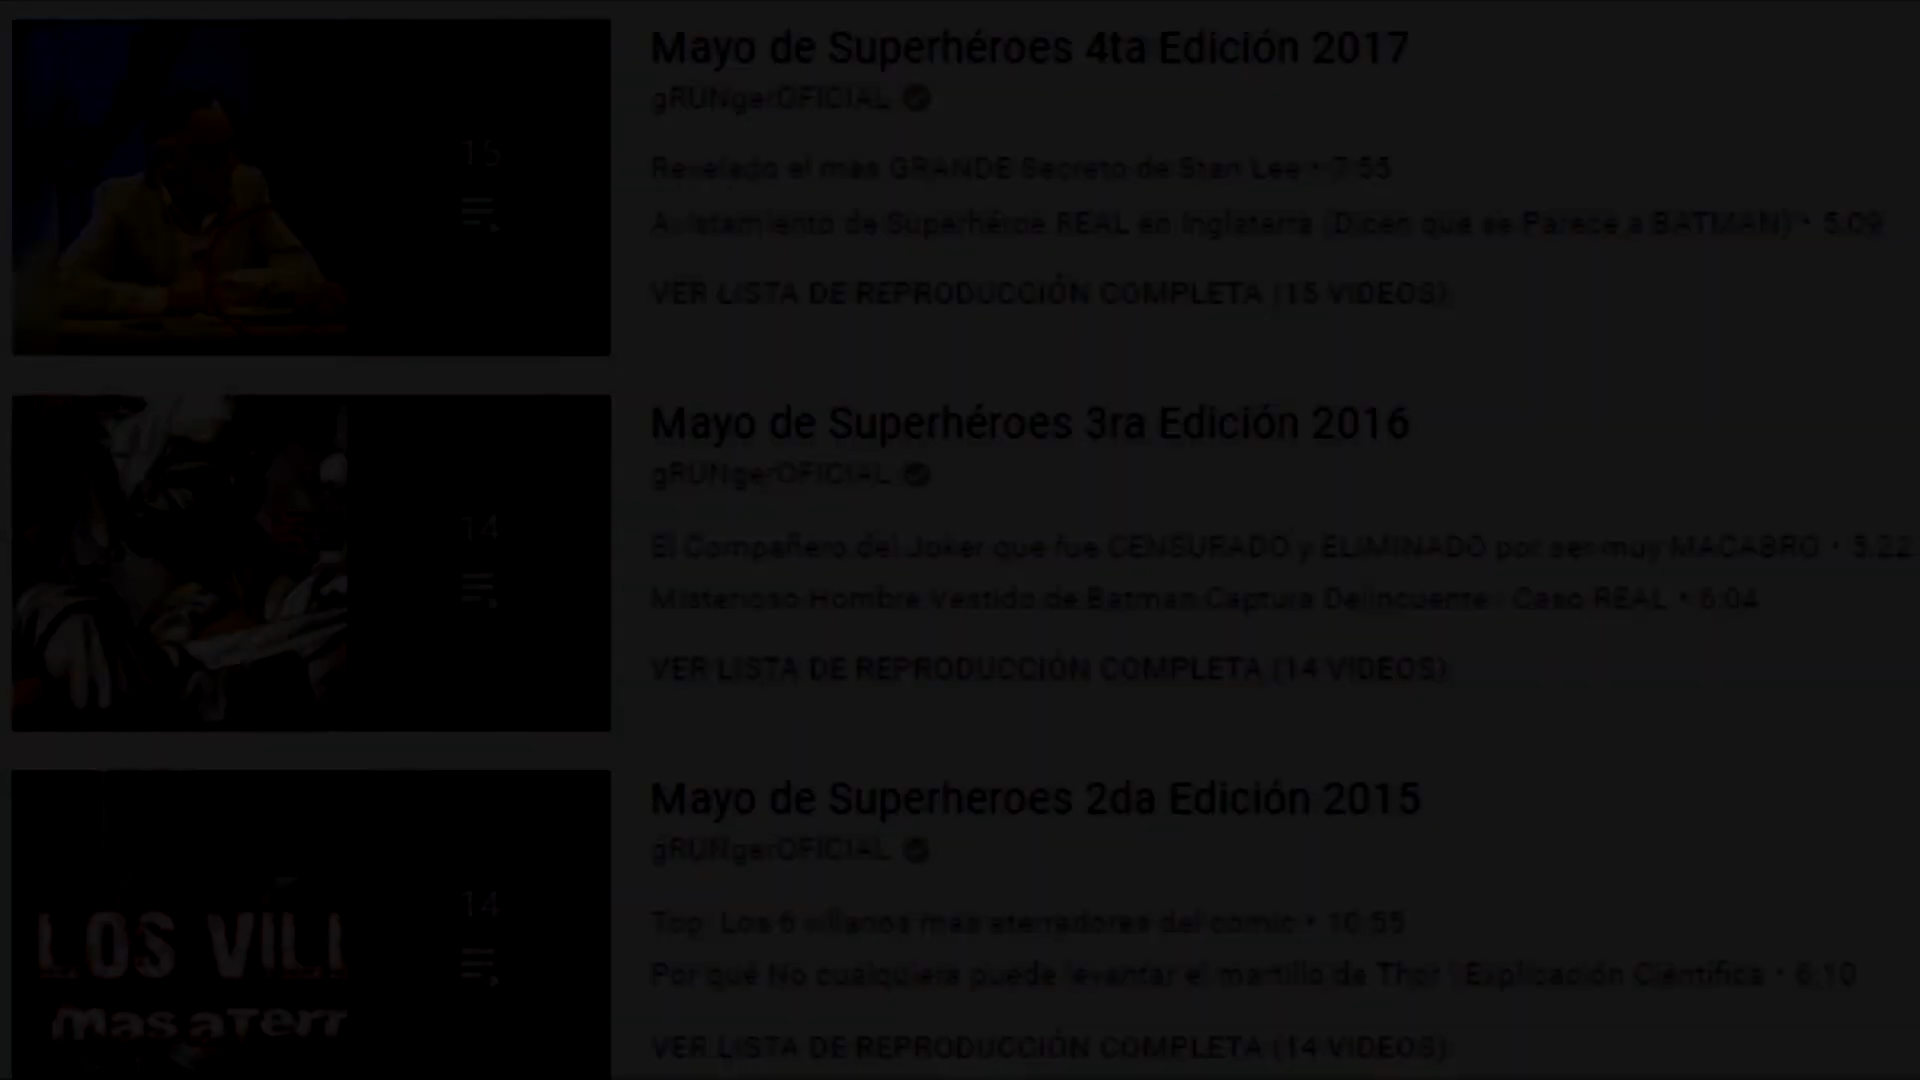 Mayo de Superhéroes 4ta Edición 2017
gRUNgerOFICIAL
15
Revelado el mas GRANDE Secreto de Stan Lee • 7:55
Avistamiento de Superhéroe REAL en Inglaterra (Dicen que se Parece a BATMAN) • 5:09
VER LISTA DE REPRODUCCIÓN COMPLETA (15 VIDEOS)
Mayo de Superhéroes 3ra Edición 2016
gRUNgerOFICIAL
14
El Compañero del Joker que fue CENSURADO y ELIMINADO por ser muy MACABRO • 5:22
Misterioso Hombre Vestido de Batman Captura Delincuente Caso REAL • 6:04
VER LISTA DE REPRODUCCIÓN COMPLETA (14 VIDEOS)
Mayo de Superheroes 2da Edición 2015
gRUNgerOFICIAL
14
LOS VILL
mas aTerr
Top Los 6 villanos mas aterradores del comic • 10:55
Por qué No cualquiera puede levantar el martillo de Thor Explicación Científica • 6:10
VER LISTA DE REPRODUCCIÓN COMPLETA (14 VIDEOS)